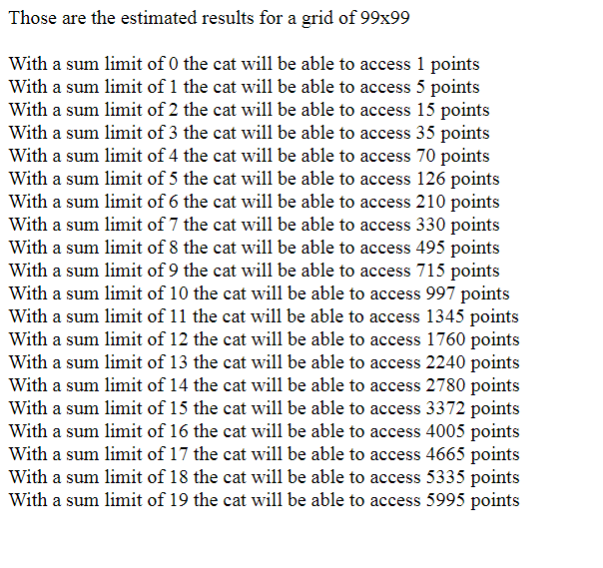 Those are the estimated results for a grid of 99x99
With a sum limit of 0 the cat will be able to access 1 points
With a sum limit of 1 the cat will be able to access 5 points
With a sum limit of 2 the cat will be able to access 15 points
With a sum limit of 3 the cat will be able to access 35 points
With a sum limit of 4 the cat will be able to access 70 points
With a sum limit of 5 the cat will be able to access 126 points
With a sum limit of 6 the cat will be able to access 210 points
With a sum limit of 7 the cat will be able to access 330 points
With a sum limit of 8 the cat will be able to access 495 points
With a sum limit of 9 the cat will be able to access 715 points
With a sum limit of 10 the cat will be able to access 997 points
With a sum limit of 11 the cat will be able to access 1345 points
With a sum limit of 12 the cat will be able to access 1760 points
With a sum limit of 13 the cat will be able to access 2240 points
With a sum limit of 14 the cat will be able to access 2780 points
With a sum limit of 15 the cat will be able to access 3372 points
With a sum limit of 16 the cat will be able to access 4005 points
With a sum limit of 17 the cat will be able to access 4665 points
With a sum limit of 18 the cat will be able to access 5335 points
With a sum limit of 19 the cat will be able to access 5995 points